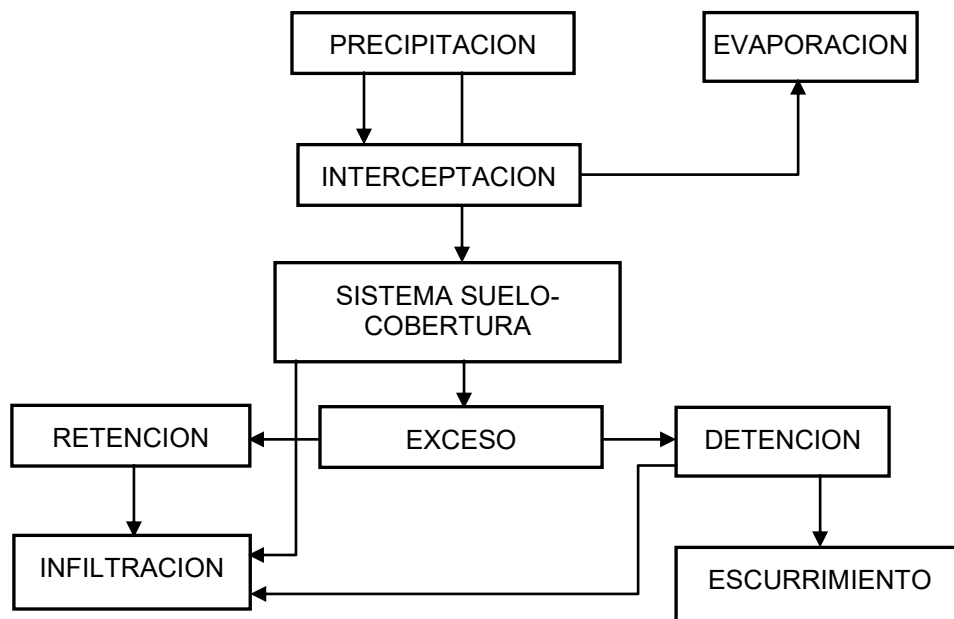 PRECIPITACION
EVAPORACION
INTERCEPTACION
SISTEMA SUELO-
COBERTURA
RETENCION
EXCESO
DETENCION
INFILTRACION
ESCURRIMIENTO